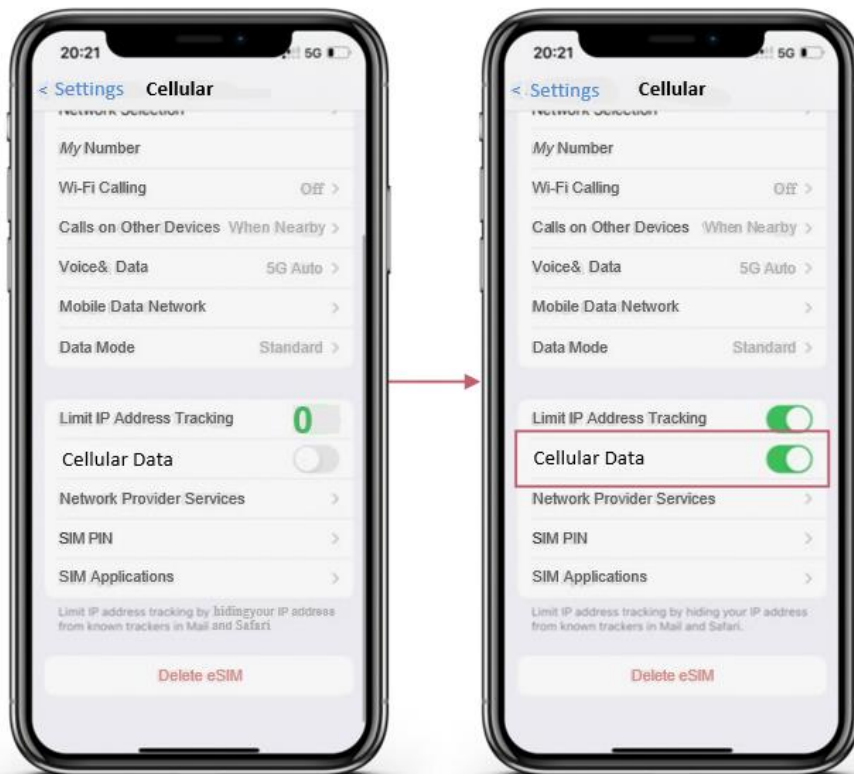 20:21
5G
< Settings Cellular
Network Selection
My Number
Wi-Fi Calling Off >
Calls on Other Devices When Nearby >
Voice& Data 5G Auto >
Mobile Data Network >
Data Mode Standard >
Limit IP Address Tracking 0
Cellular Data
Network Provider Services >
SIM PIN >
SIM Applications >
Limit IP address tracking by hidingyour IP address
from known trackers in Mail and Safari
Delete eSIM
20:21
5G
< Settings Cellular
Network Selection
My Number
Wi-Fi Calling Off >
Calls on Other Devices When Nearby >
Voice& Data 5G Auto >
Mobile Data Network >
Data Mode Standard >
Limit IP Address Tracking
Cellular Data
Network Provider Services >
SIM PIN >
SIM Applications >
Limit IP address tracking by hiding your IP address
from known trackers in Mail and Safari.
Delete eSIM